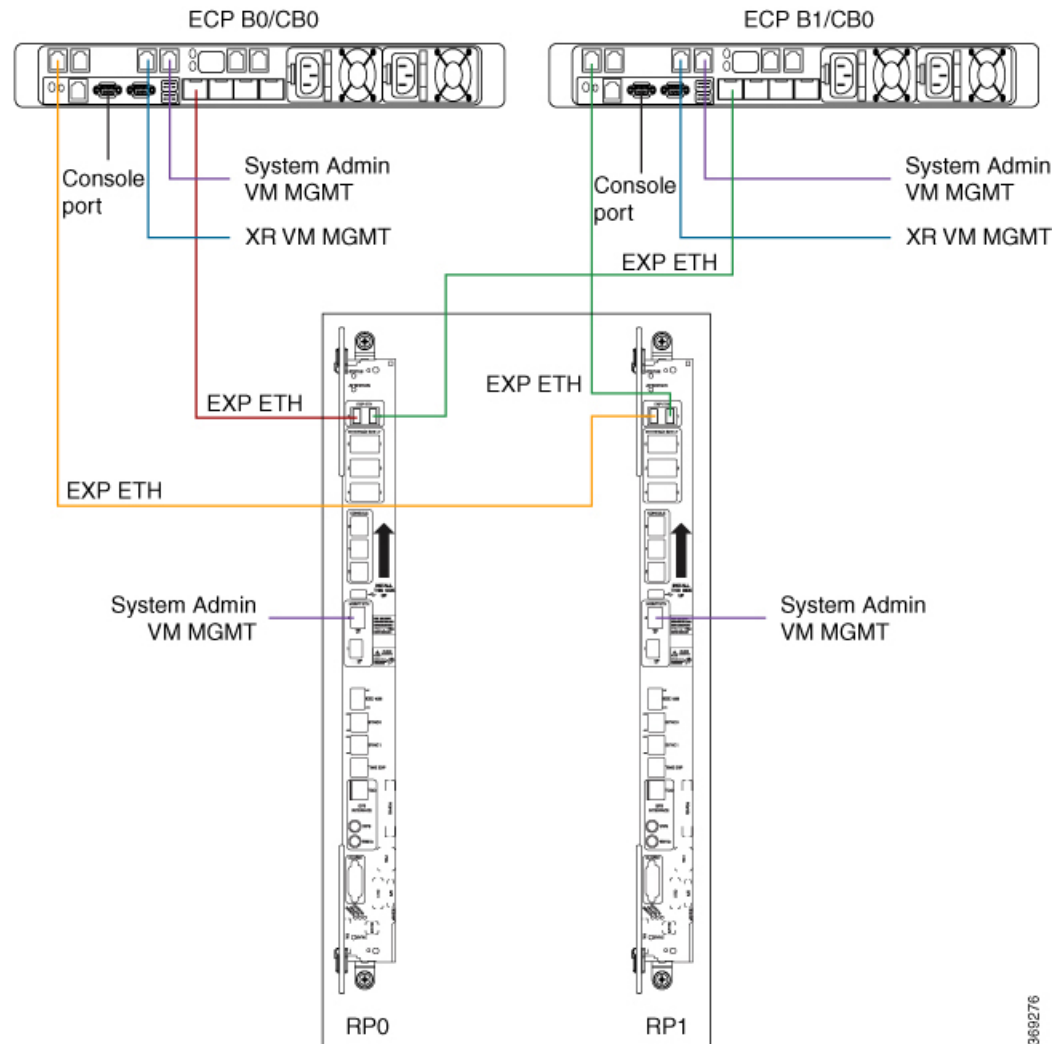 ECP B0/CB0
ECP B1/CB0
Console
port
System Admin
VM MGMT
XR VM MGMT
Console
port
System Admin
VM MGMT
XR VM MGMT
EXP ETH
EXP ETH
EXP ETH
EXP ETH
System Admin
VM MGMT
System Admin
VM MGMT
RP0
RP1
369276